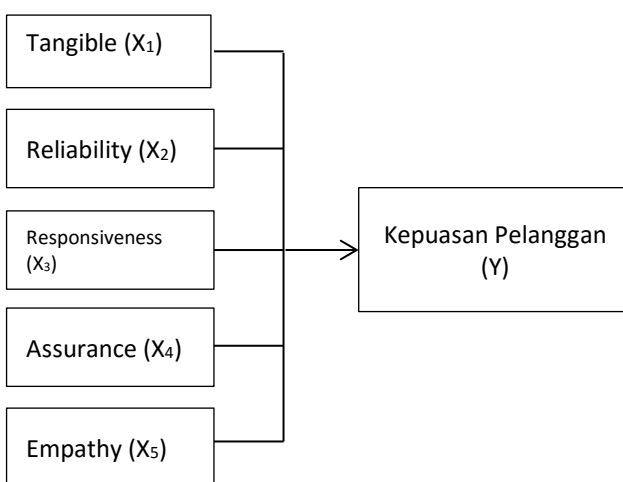 Tangible (X₁)
Reliability (X₂)
Responsiveness
(X₃)
Assurance (X₄)
Empathy (X₅)
Kepuasan Pelanggan
(Y)